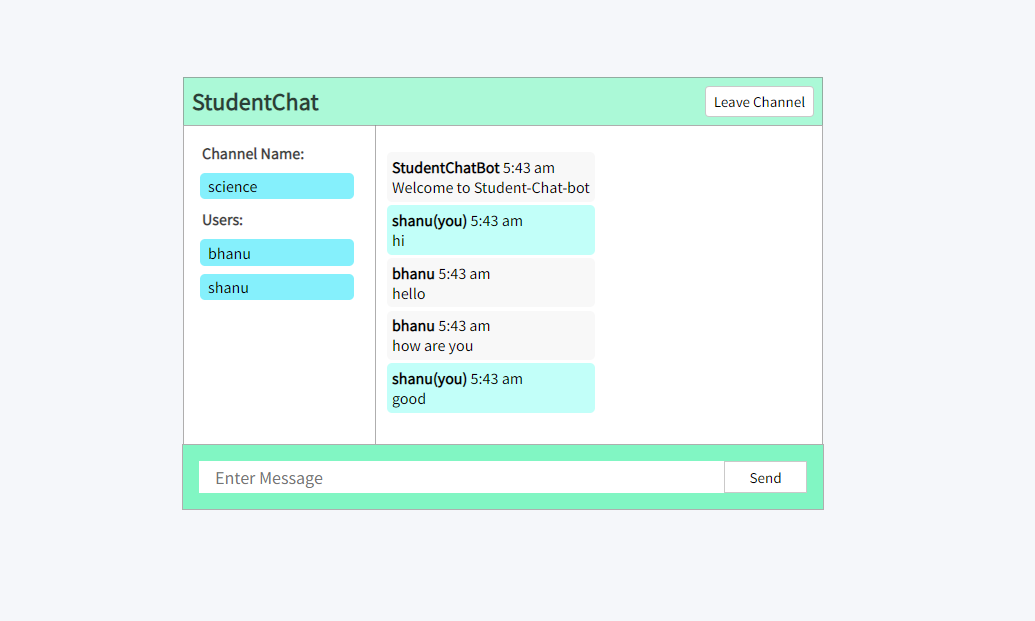 StudentChat
Leave Channel
Channel Name:
science
Users:
bhanu
shanu
StudentChatBot 5:43 am
Welcome to Student-Chat-bot
shanu(you) 5:43 am
hi
bhanu 5:43 am
hello
bhanu 5:43 am
how are you
shanu(you) 5:43 am
good
Enter Message
Send